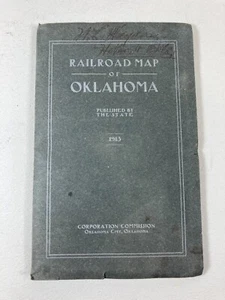 RAILROAD MAP
OF
OKLAHOMA
PUBLISHED BY
THE STATE
1913
CORPORATION COMMISSION
OKLAHOMA CITY, OKLAHOMA